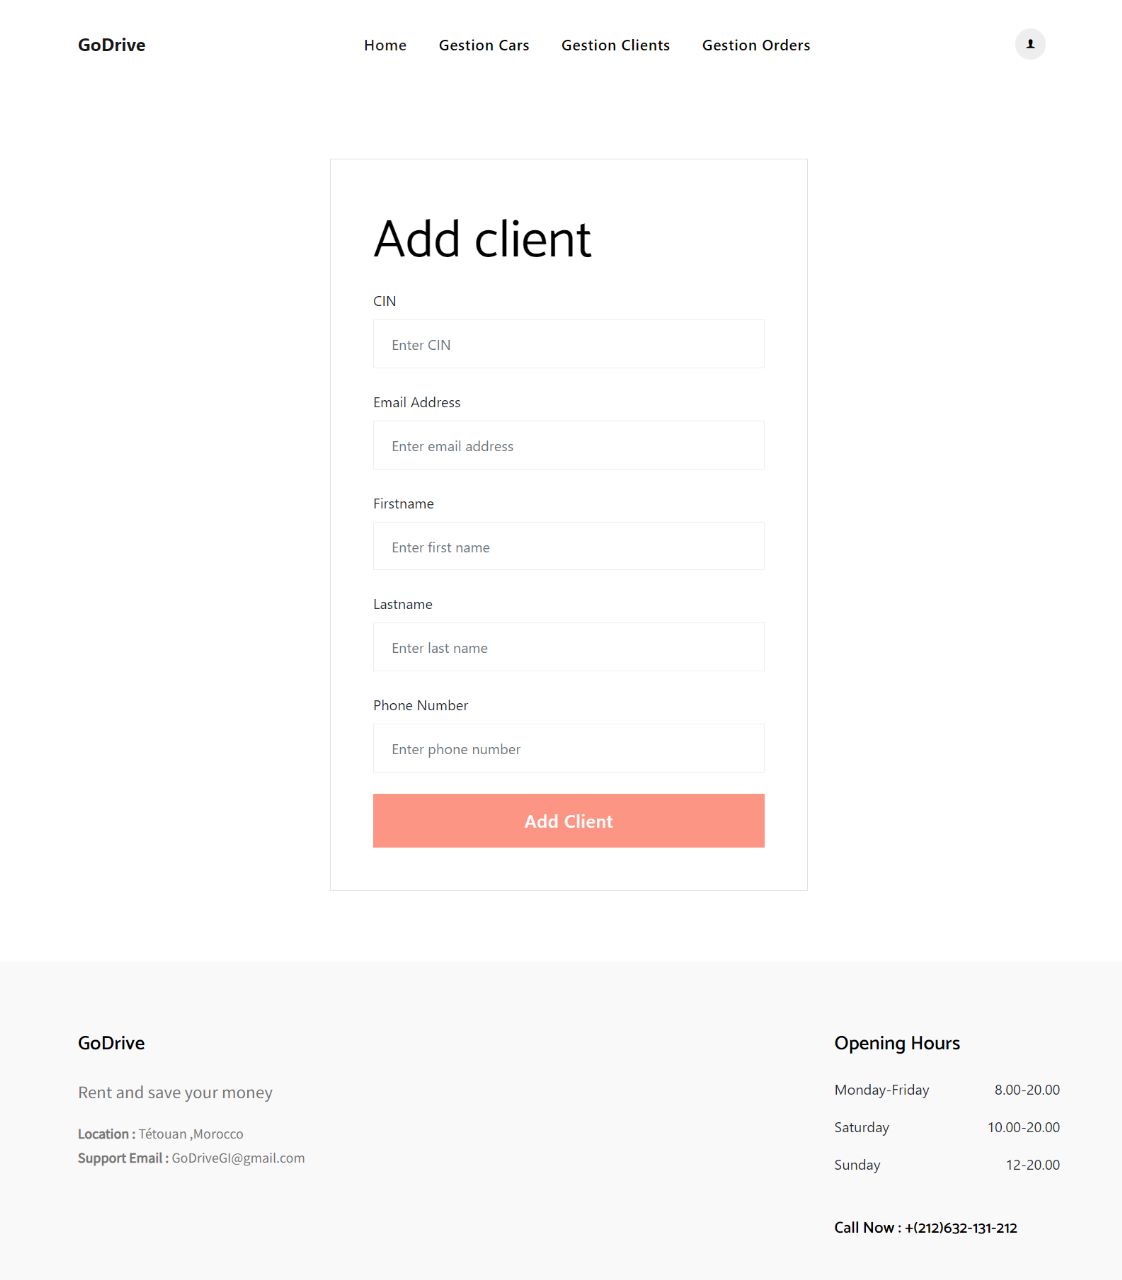 GoDrive
Home Gestion Cars Gestion Clients Gestion Orders
Add client
CIN
Enter CIN
Email Address
Enter email address
Firstname
Enter first name
Lastname
Enter last name
Phone Number
Enter phone number
Add Client
GoDrive
Rent and save your money
Location : Tétouan ,Morocco
Support Email : GoDriveGI@gmail.com
Opening Hours
Monday-Friday 8.00-20.00
Saturday 10.00-20.00
Sunday 12-20.00
Call Now : +(212)632-131-212